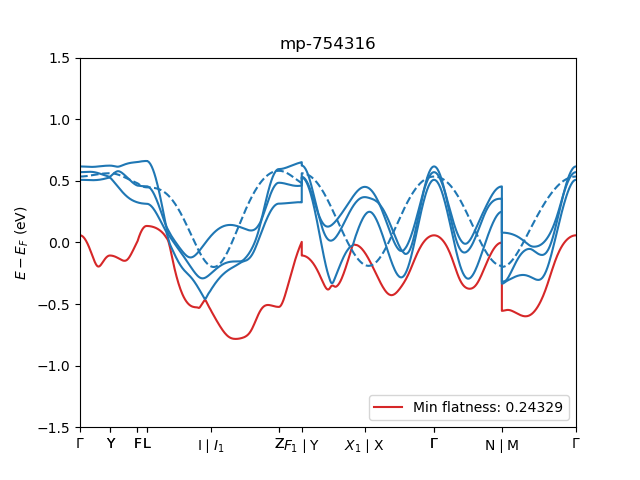 mp-754316
E − E_F (eV)
1.5
1.0
0.5
0.0
−0.5
−1.0
−1.5
Min flatness: 0.24329
Γ Y F L I | I₁ Z F₁ | Y X₁ | X Γ N | M Γ